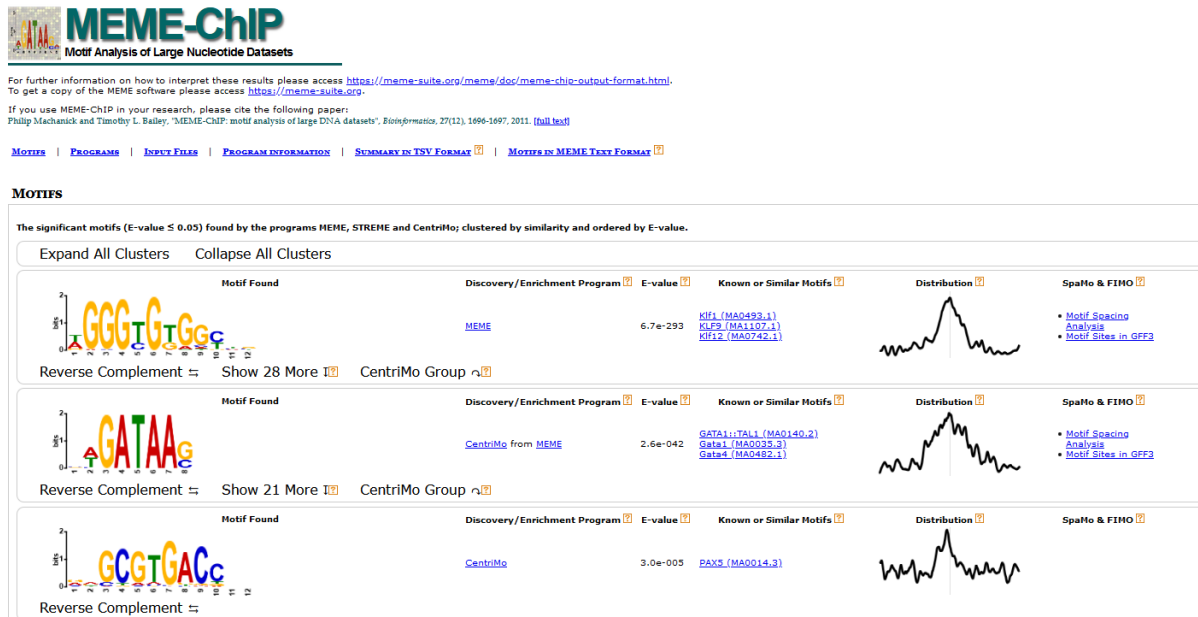 MEME-ChIP
Motif Analysis of Large Nucleotide Datasets
For further information on how to interpret these results please access https://meme-suite.org/meme/doc/meme-chip-output-format.html.
To get a copy of the MEME software please access https://meme-suite.org.
If you use MEME-ChIP in your research, please cite the following paper:
Philip Machanick and Timothy L. Bailey, "MEME-ChIP: motif analysis of large DNA datasets", Bioinformatics, 27(12), 1696-1697, 2011. [full text]
MOTIFS | PROGRAMS | INPUT FILES | PROGRAM INFORMATION | SUMMARY IN TSV FORMAT ? | MOTIFS IN MEME TEXT FORMAT ?
MOTIFS
The significant motifs (E-value ≤ 0.05) found by the programs MEME, STREME and CentriMo; clustered by similarity and ordered by E-value.
Expand All Clusters Collapse All Clusters
Motif Found Discovery/Enrichment Program ? E-value ? Known or Similar Motifs ? Distribution ? SpaMo & FIMO ?
MEME 6.7e-293
Klf1 (MA0493.1)
KLF9 (MA1107.1)
Klf12 (MA0742.1)
• Motif Spacing
Analysis
• Motif Sites in GFF3
Reverse Complement ⇆ Show 28 More ↧? CentriMo Group ↷?
Motif Found Discovery/Enrichment Program ? E-value ? Known or Similar Motifs ? Distribution ? SpaMo & FIMO ?
CentriMo from MEME 2.6e-042
GATA1::TAL1 (MA0140.2)
Gata1 (MA0035.3)
Gata4 (MA0482.1)
• Motif Spacing
Analysis
• Motif Sites in GFF3
Reverse Complement ⇆ Show 21 More ↧? CentriMo Group ↷?
Motif Found Discovery/Enrichment Program ? E-value ? Known or Similar Motifs ? Distribution ? SpaMo & FIMO ?
CentriMo 3.0e-005 PAX5 (MA0014.3)
Reverse Complement ⇆